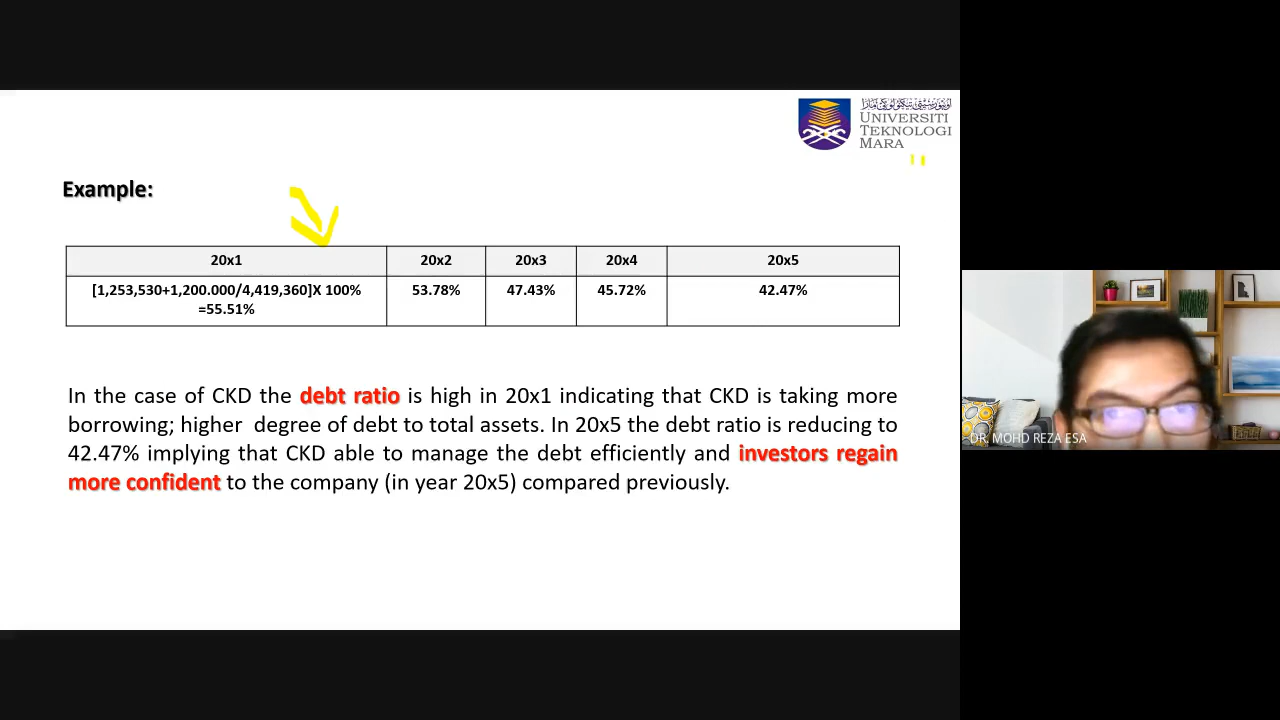 UNIVERSITI
TEKNOLOGI
MARA
Example:
20x1 20x2 20x3 20x4 20x5
[1,253,530+1,200.000/4,419,360]X 100% 53.78% 47.43% 45.72% 42.47%
=55.51%
In the case of CKD the debt ratio is high in 20x1 indicating that CKD is taking more
borrowing; higher degree of debt to total assets. In 20x5 the debt ratio is reducing to
42.47% implying that CKD able to manage the debt efficiently and investors regain
more confident to the company (in year 20x5) compared previously.
DR. MOHD REZA ESA